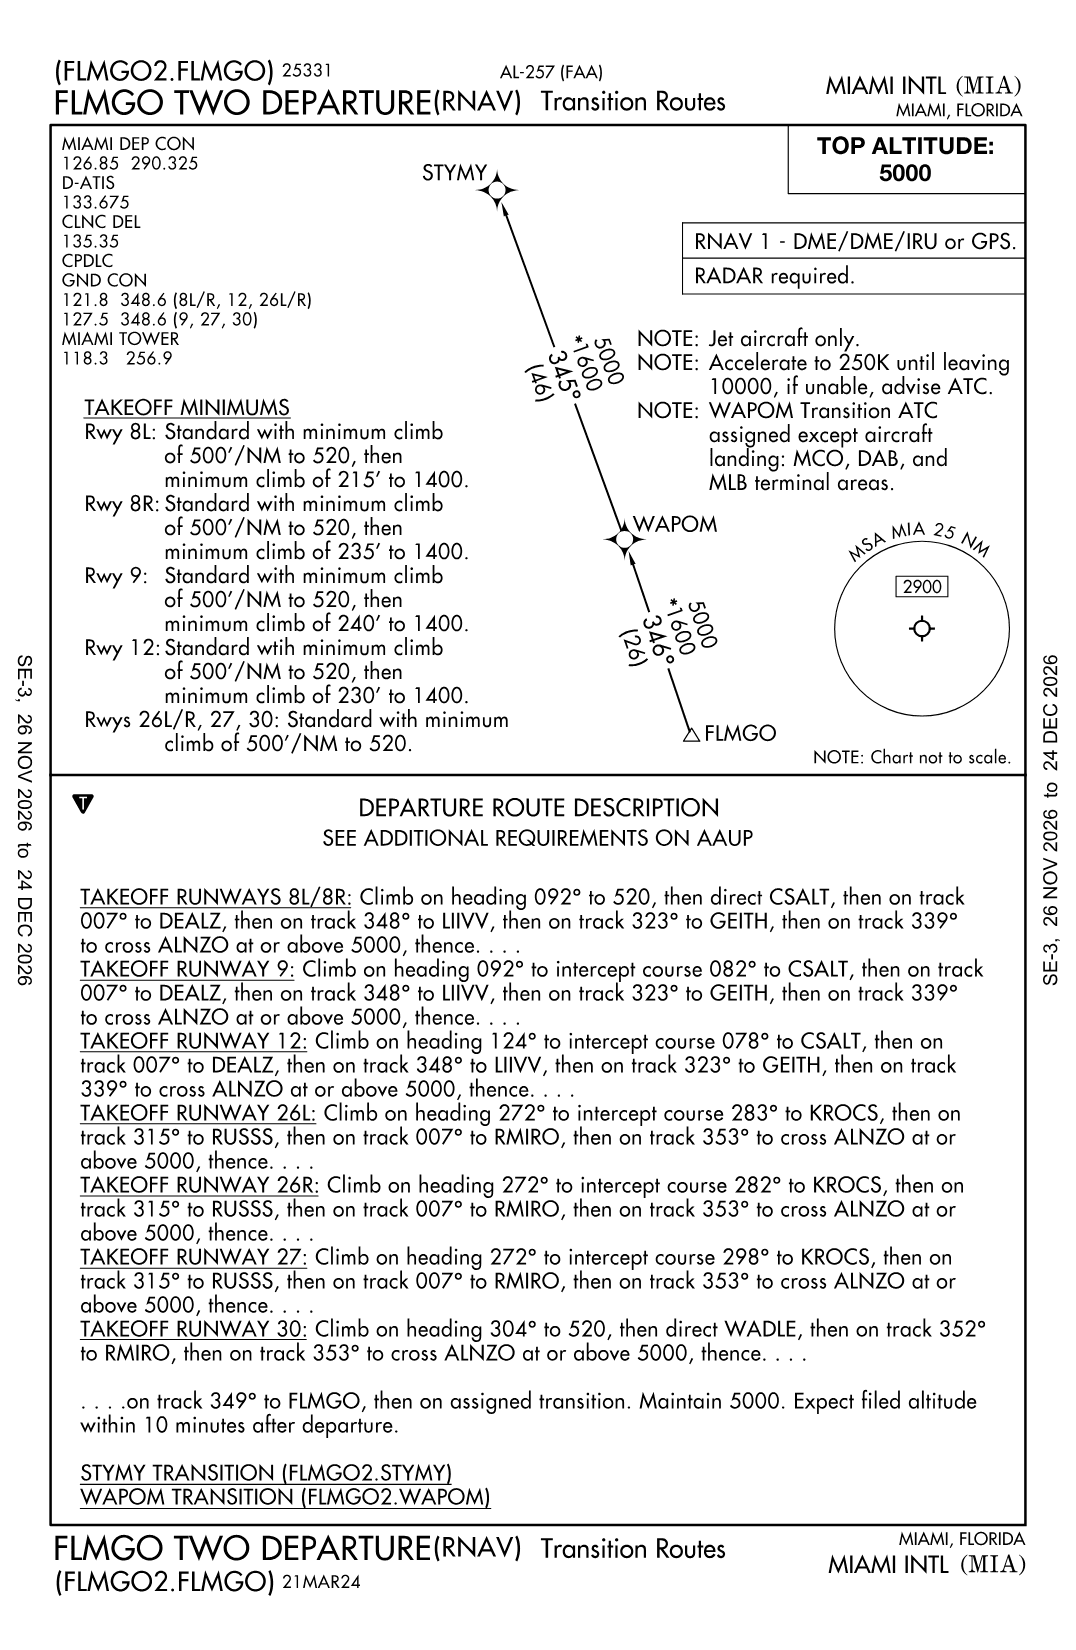 (FLMGO2.FLMGO) 25331
AL-257 (FAA)
FLMGO TWO DEPARTURE(RNAV) Transition Routes
MIAMI INTL (MIA)
MIAMI, FLORIDA
MIAMI DEP CON
126.85 290.325
D-ATIS
133.675
CLNC DEL
135.35
CPDLC
GND CON
121.8 348.6 (8L/R, 12, 26L/R)
127.5 348.6 (9, 27, 30)
MIAMI TOWER
118.3 256.9
TOP ALTITUDE:
5000
RNAV 1 - DME/DME/IRU or GPS.
RADAR required.
NOTE: Jet aircraft only.
NOTE: Accelerate to 250K until leaving
10000, if unable, advise ATC.
NOTE: WAPOM Transition ATC
assigned except aircraft
landing: MCO, DAB, and
MLB terminal areas.
STYMY
5000
*1600
345°
(46)
WAPOM
5000
*1600
346°
(26)
FLMGO
MSA MIA 25 NM
2900
NOTE: Chart not to scale.
TAKEOFF MINIMUMS
Rwy 8L: Standard with minimum climb
of 500'/NM to 520, then
minimum climb of 215' to 1400.
Rwy 8R: Standard with minimum climb
of 500'/NM to 520, then
minimum climb of 235' to 1400.
Rwy 9: Standard with minimum climb
of 500'/NM to 520, then
minimum climb of 240' to 1400.
Rwy 12: Standard wtih minimum climb
of 500'/NM to 520, then
minimum climb of 230' to 1400.
Rwys 26L/R, 27, 30: Standard with minimum
climb of 500'/NM to 520.
SE-3, 26 NOV 2026 to 24 DEC 2026
SE-3, 26 NOV 2026 to 24 DEC 2026
T
DEPARTURE ROUTE DESCRIPTION
SEE ADDITIONAL REQUIREMENTS ON AAUP
TAKEOFF RUNWAYS 8L/8R: Climb on heading 092° to 520, then direct CSALT, then on track
007° to DEALZ, then on track 348° to LIIVV, then on track 323° to GEITH, then on track 339°
to cross ALNZO at or above 5000, thence. . . .
TAKEOFF RUNWAY 9: Climb on heading 092° to intercept course 082° to CSALT, then on track
007° to DEALZ, then on track 348° to LIIVV, then on track 323° to GEITH, then on track 339°
to cross ALNZO at or above 5000, thence. . . .
TAKEOFF RUNWAY 12: Climb on heading 124° to intercept course 078° to CSALT, then on
track 007° to DEALZ, then on track 348° to LIIVV, then on track 323° to GEITH, then on track
339° to cross ALNZO at or above 5000, thence. . . .
TAKEOFF RUNWAY 26L: Climb on heading 272° to intercept course 283° to KROCS, then on
track 315° to RUSSS, then on track 007° to RMIRO, then on track 353° to cross ALNZO at or
above 5000, thence. . . .
TAKEOFF RUNWAY 26R: Climb on heading 272° to intercept course 282° to KROCS, then on
track 315° to RUSSS, then on track 007° to RMIRO, then on track 353° to cross ALNZO at or
above 5000, thence. . . .
TAKEOFF RUNWAY 27: Climb on heading 272° to intercept course 298° to KROCS, then on
track 315° to RUSSS, then on track 007° to RMIRO, then on track 353° to cross ALNZO at or
above 5000, thence. . . .
TAKEOFF RUNWAY 30: Climb on heading 304° to 520, then direct WADLE, then on track 352°
to RMIRO, then on track 353° to cross ALNZO at or above 5000, thence. . . .
. . . .on track 349° to FLMGO, then on assigned transition. Maintain 5000. Expect filed altitude
within 10 minutes after departure.
STYMY TRANSITION (FLMGO2.STYMY)
WAPOM TRANSITION (FLMGO2.WAPOM)
FLMGO TWO DEPARTURE(RNAV) Transition Routes
(FLMGO2.FLMGO) 21MAR24
MIAMI, FLORIDA
MIAMI INTL (MIA)